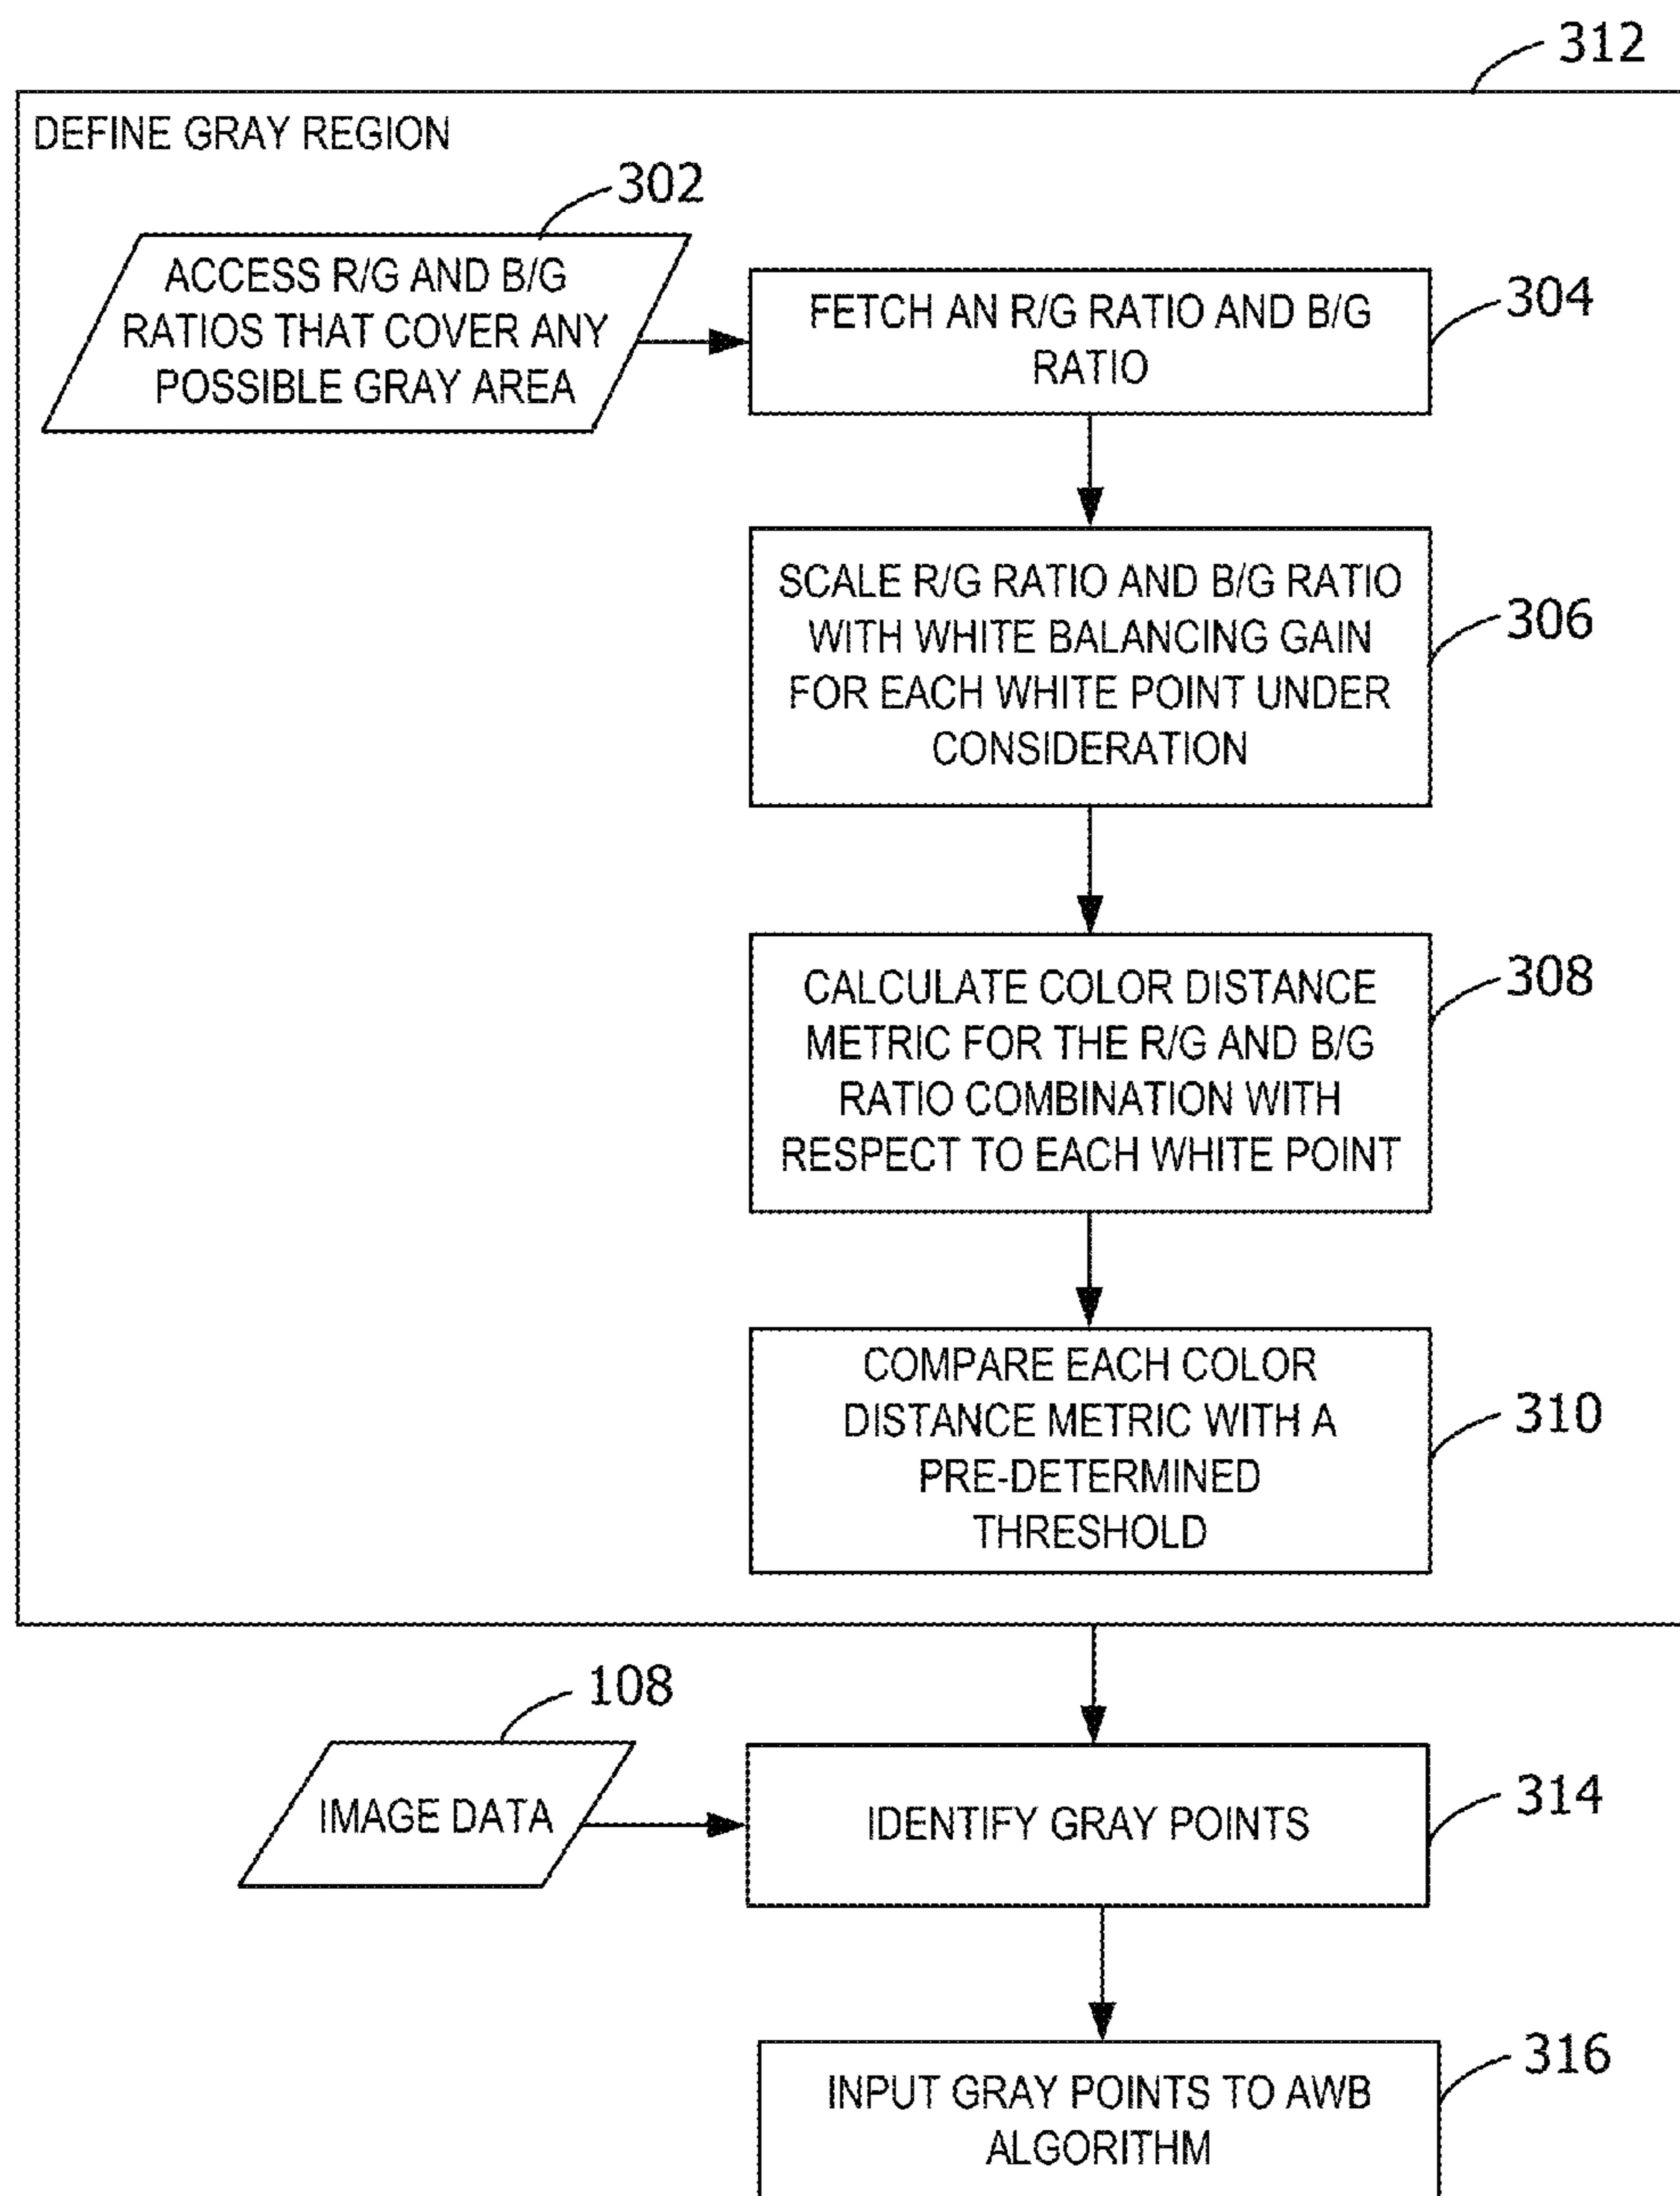 312
DEFINE GRAY REGION
302
ACCESS R/G AND B/G
RATIOS THAT COVER ANY
POSSIBLE GRAY AREA
304
FETCH AN R/G RATIO AND B/G
RATIO
306
SCALE R/G RATIO AND B/G RATIO
WITH WHITE BALANCING GAIN
FOR EACH WHITE POINT UNDER
CONSIDERATION
308
CALCULATE COLOR DISTANCE
METRIC FOR THE R/G AND B/G
RATIO COMBINATION WITH
RESPECT TO EACH WHITE POINT
310
COMPARE EACH COLOR
DISTANCE METRIC WITH A
PRE-DETERMINED
THRESHOLD
108
IMAGE DATA
314
IDENTIFY GRAY POINTS
316
INPUT GRAY POINTS TO AWB
ALGORITHM